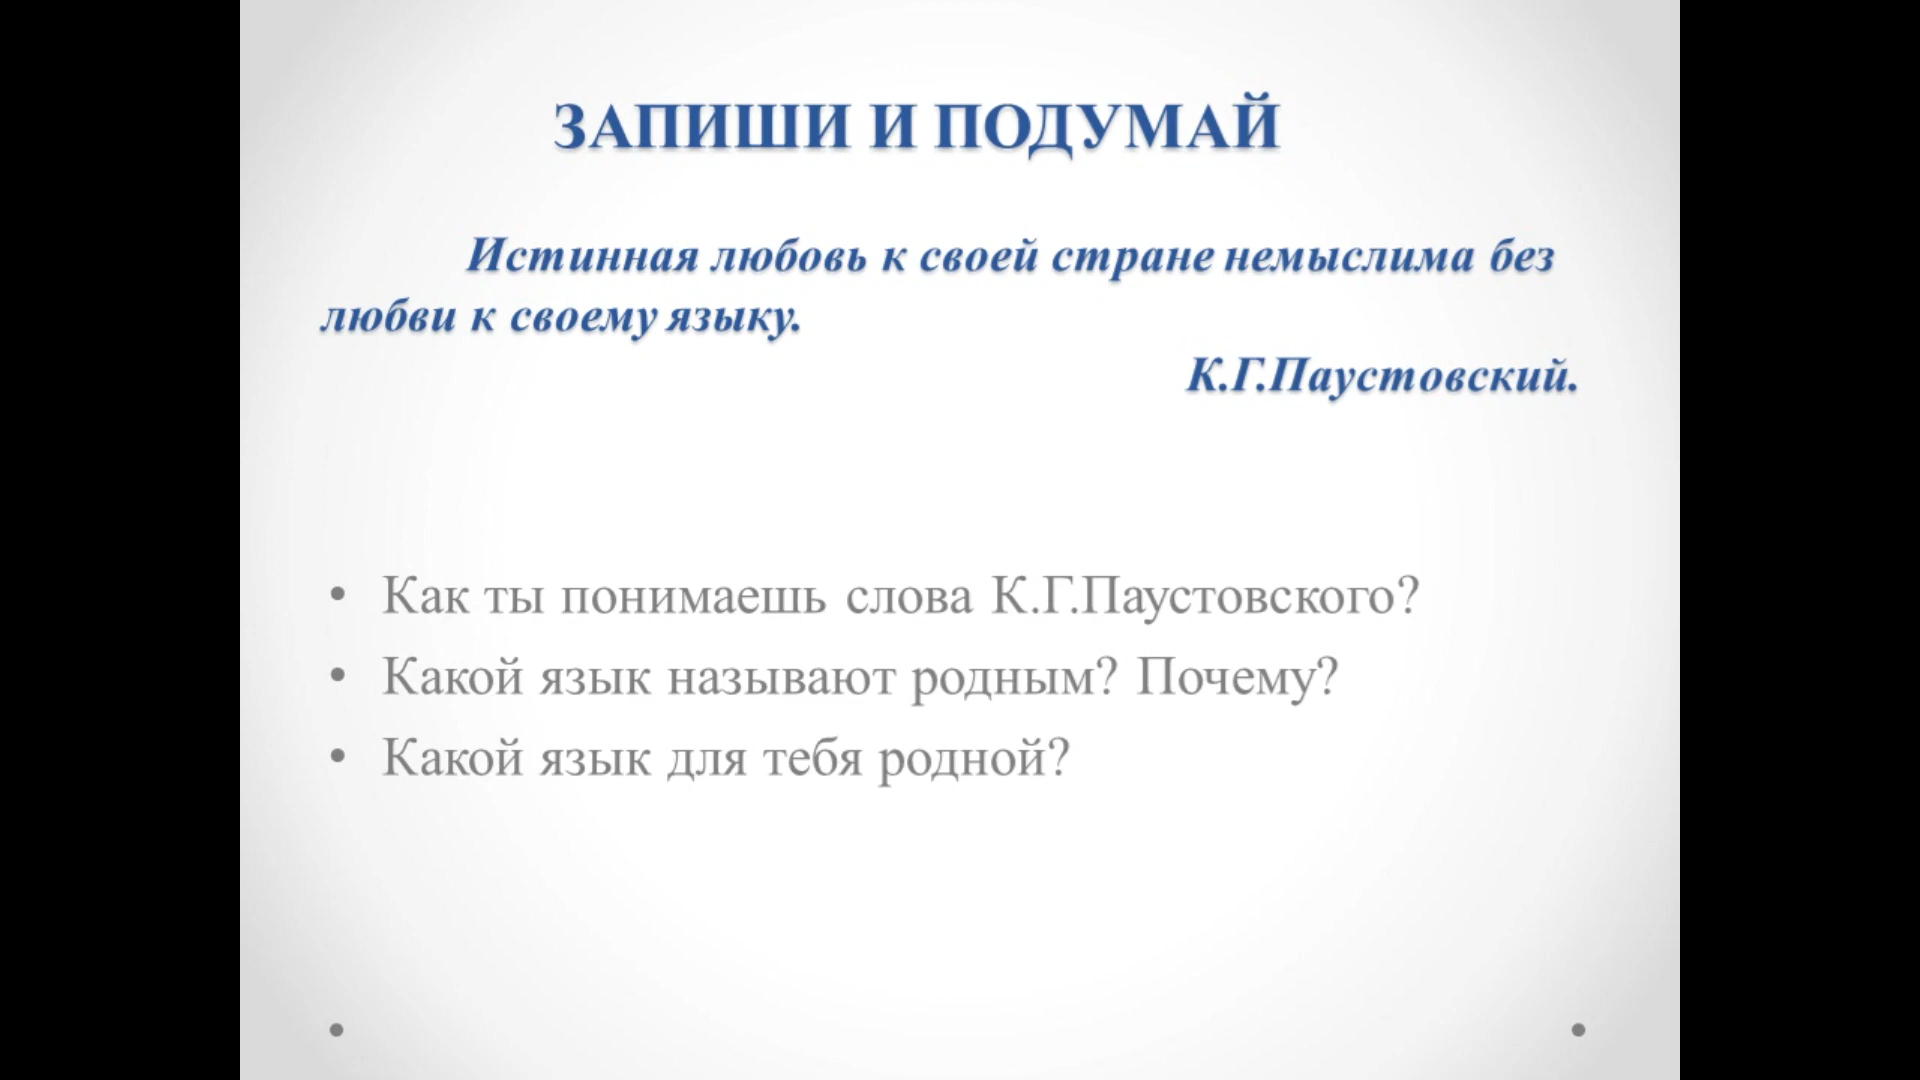 ЗАПИШИ И ПОДУМАЙ
Истинная любовь к своей стране немыслима без
любви к своему языку.
К.Г.Паустовский.
• Как ты понимаешь слова К.Г.Паустовского?
• Какой язык называют родным? Почему?
• Какой язык для тебя родной?